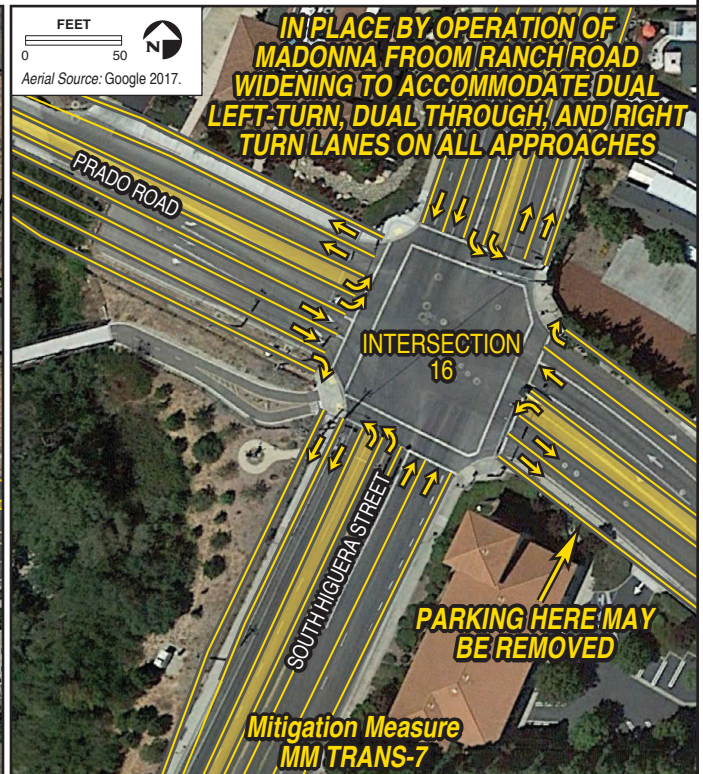 FEET
0 50
N
Aerial Source: Google 2017.
IN PLACE BY OPERATION OF
MADONNA FROOM RANCH ROAD
WIDENING TO ACCOMMODATE DUAL
LEFT-TURN, DUAL THROUGH, AND RIGHT
TURN LANES ON ALL APPROACHES
PRADO ROAD
INTERSECTION
16
SOUTH HIGUERA STREET
PARKING HERE MAY
BE REMOVED
Mitigation Measure
MM TRANS-7